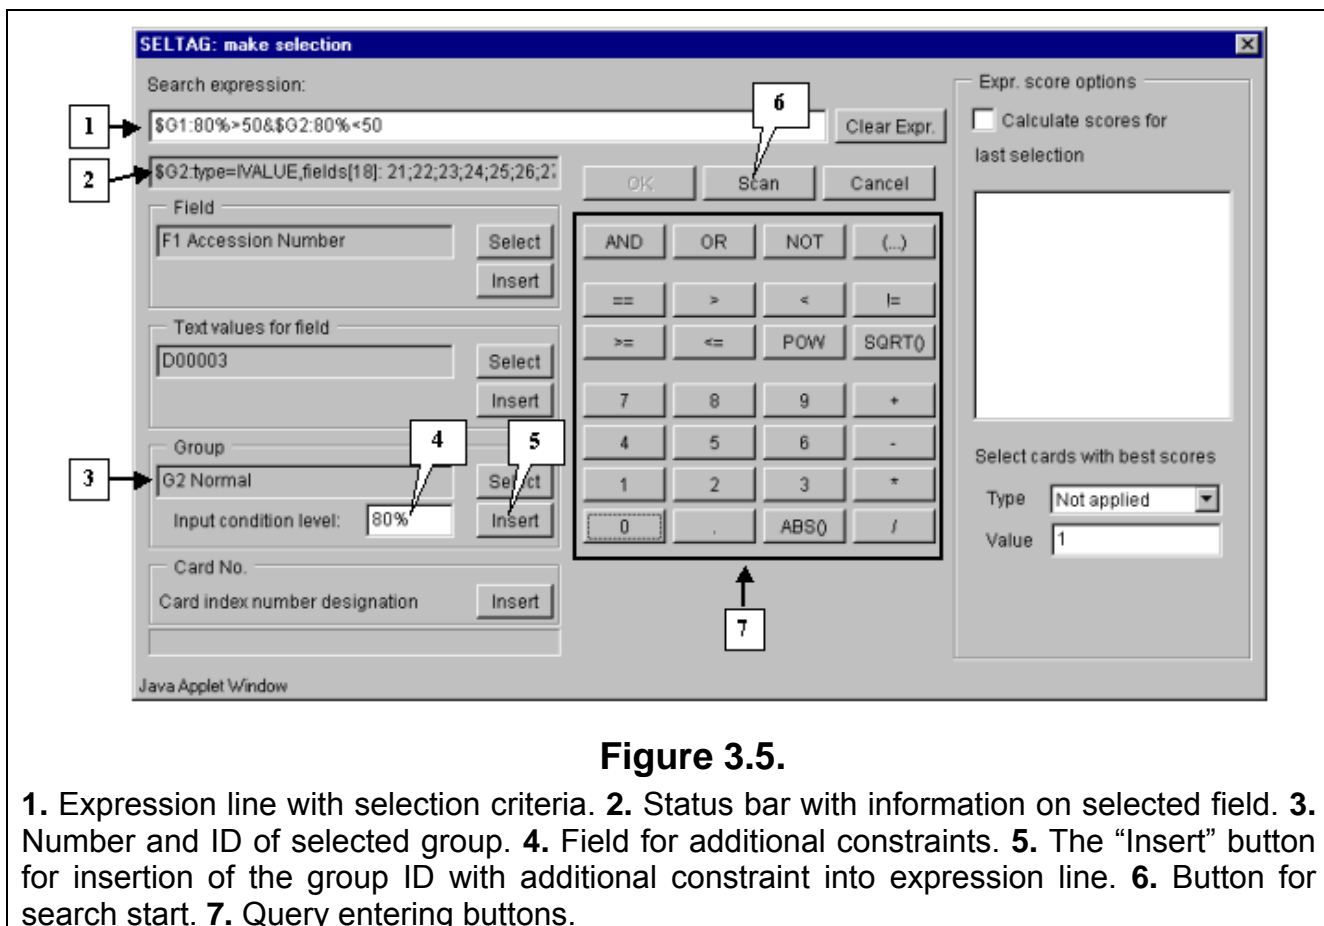 SELTAG: make selection
Search expression:
Expr. score options
6
1
$G1:80%>50&$G2:80%<50
Clear Expr.
Calculate scores for
last selection
2
$G2:type=IVALUE,fields[18]: 21;22;23;24;25;26;27
OK
Scan
Cancel
Field
F1 Accession Number
Select
AND
OR
NOT
(...)
Insert
==
>
<
!=
Text values for field
>=
<=
POW
SQRT()
D00003
Select
Insert
7
8
9
+
4
5
Group
4
5
6
-
Select cards with best scores
3
G2 Normal
Select
1
2
3
*
Type
Not applied
Input condition level:
80%
Insert
0
.
ABS()
/
Value
1
Card No.
Card index number designation
Insert
7
Java Applet Window
Figure 3.5.
1. Expression line with selection criteria. 2. Status bar with information on selected field. 3.
Number and ID of selected group. 4. Field for additional constraints. 5. The “Insert” button
for insertion of the group ID with additional constraint into expression line. 6. Button for
search start. 7. Query entering buttons.